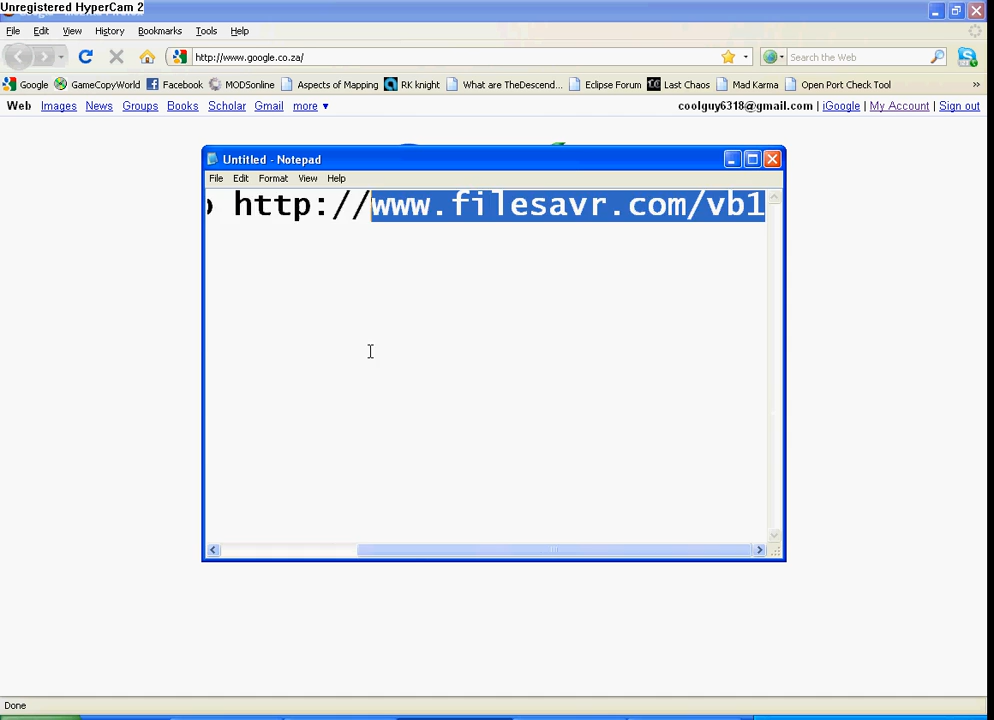 Unregistered HyperCam 2
File Edit View History Bookmarks Tools Help
http://www.google.co.za/
Search the Web
Google GameCopyWorld Facebook MODSonline Aspects of Mapping RK knight What are TheDescend... Eclipse Forum Last Chaos Mad Karma Open Port Check Tool »
Web Images News Groups Books Scholar Gmail more ▼ coolguy6318@gmail.com | iGoogle | My Account | Sign out
Untitled - Notepad
File Edit Format View Help
http://www.filesavr.com/vb1
Done